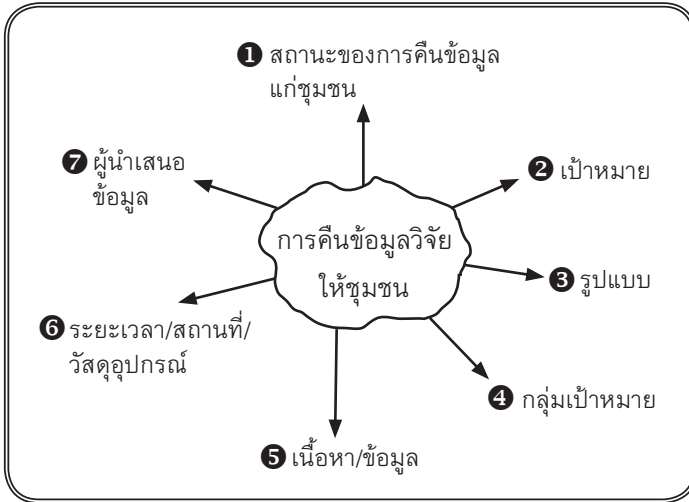 ❶ สถานะของการคืนข้อมูล
แก่ชุมชน
❷ เป้าหมาย
❸ รูปแบบ
❹ กลุ่มเป้าหมาย
❺ เนื้อหา/ข้อมูล
❻ ระยะเวลา/สถานที่/
วัสดุอุปกรณ์
❼ ผู้นำเสนอ
ข้อมูล
การคืนข้อมูลวิจัย
ให้ชุมชน